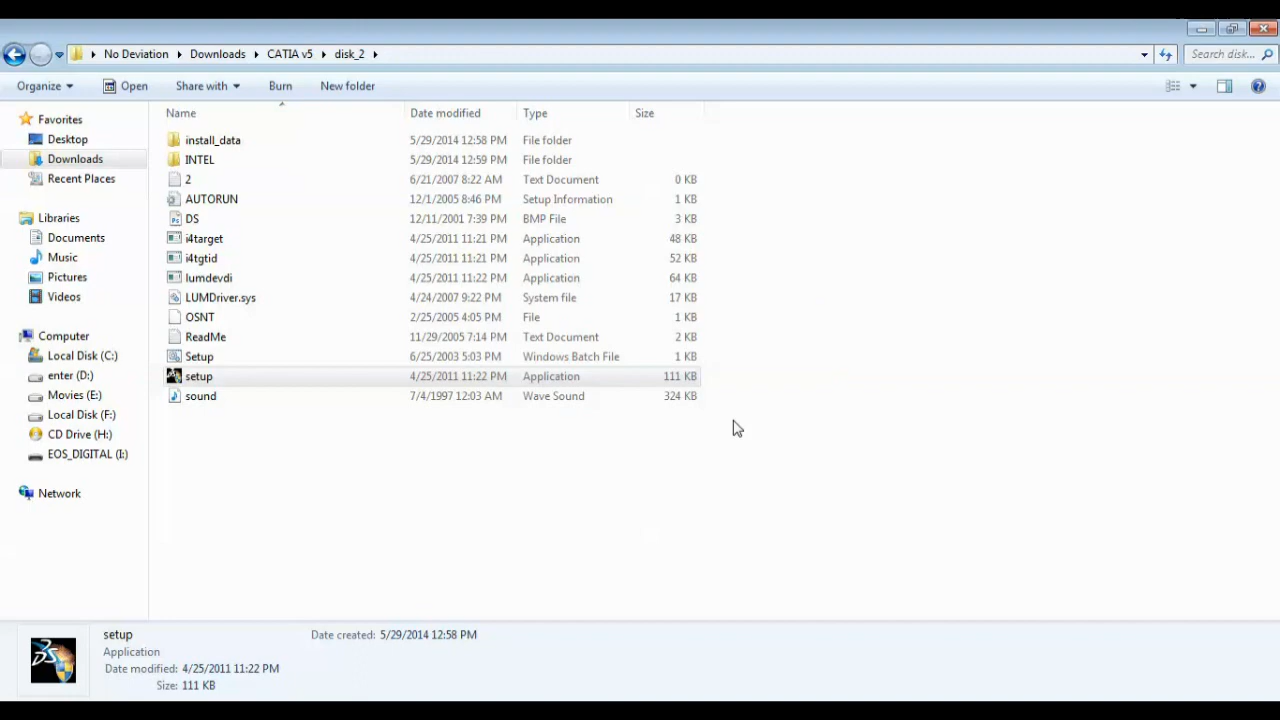 No Deviation Downloads CATIA v5 disk_2 Search disk...
Organize Open Share with Burn New folder
Name Date modified Type Size
Favorites
Desktop
Downloads
Recent Places
Libraries
Documents
Music
Pictures
Videos
Computer
Local Disk (C:)
enter (D:)
Movies (E:)
Local Disk (F:)
CD Drive (H:)
EOS_DIGITAL (I:)
Network
install_data 5/29/2014 12:58 PM File folder
INTEL 5/29/2014 12:59 PM File folder
2 6/21/2007 8:22 AM Text Document 0 KB
AUTORUN 12/1/2005 8:46 PM Setup Information 1 KB
DS 12/11/2001 7:39 PM BMP File 3 KB
i4target 4/25/2011 11:21 PM Application 48 KB
i4tgtid 4/25/2011 11:21 PM Application 52 KB
lumdevdi 4/25/2011 11:22 PM Application 64 KB
LUMDriver.sys 4/24/2007 9:22 PM System file 17 KB
OSNT 2/25/2005 4:05 PM File 1 KB
ReadMe 11/29/2005 7:14 PM Text Document 2 KB
Setup 6/25/2003 5:03 PM Windows Batch File 1 KB
setup 4/25/2011 11:22 PM Application 111 KB
sound 7/4/1997 12:03 AM Wave Sound 324 KB
setup Date created: 5/29/2014 12:58 PM
Application
Date modified: 4/25/2011 11:22 PM
Size: 111 KB